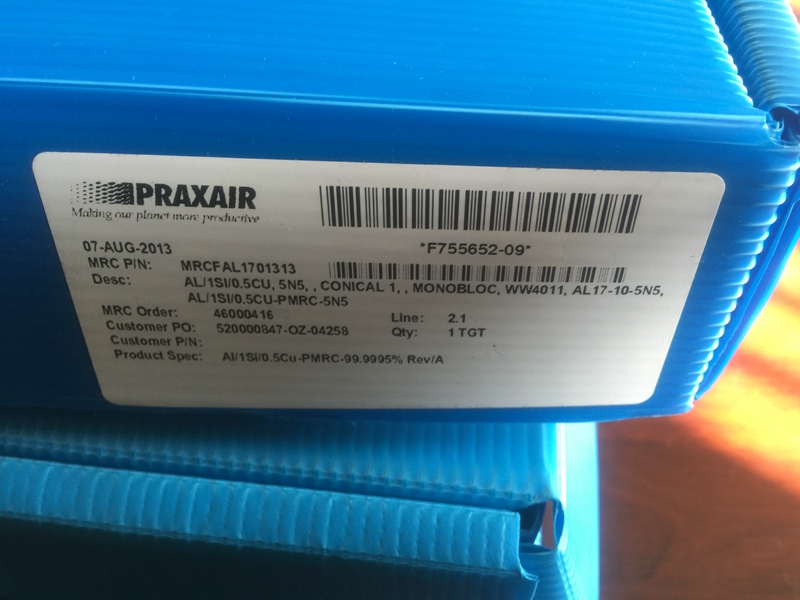 PRAXAIR
Making our planet more productive
07-AUG-2013
*F755652-09*
MRC P/N: MRCFAL1701313
Desc: AL/1SI/0.5CU, 5N5, , CONICAL 1, , MONOBLOC, WW4011, AL17-10-5N5,
AL/1SI/0.5CU-PMRC-5N5
MRC Order: 46000416 Line: 2.1
Customer PO: 520000847-OZ-04258 Qty: 1 TGT
Customer P/N:
Product Spec: Al/1Si/0.5Cu-PMRC-99.9995% Rev/A